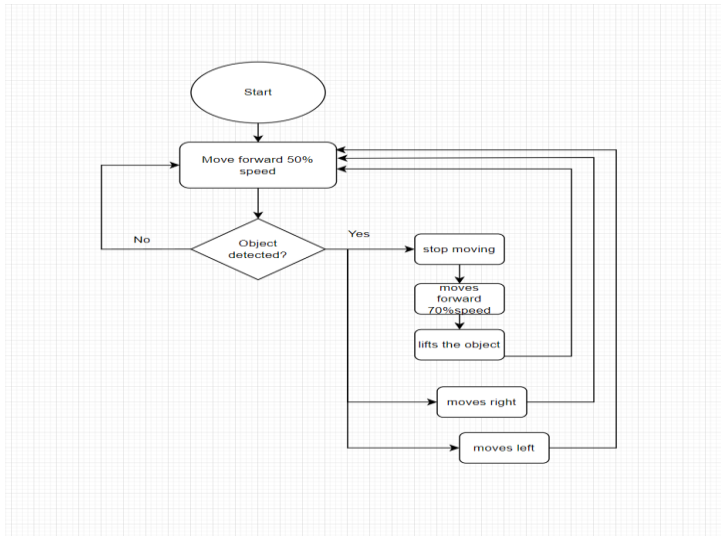 Start
Move forward 50%
speed
No
Object
detected?
Yes
stop moving
moves
forward
70%speed
lifts the object
moves right
moves left